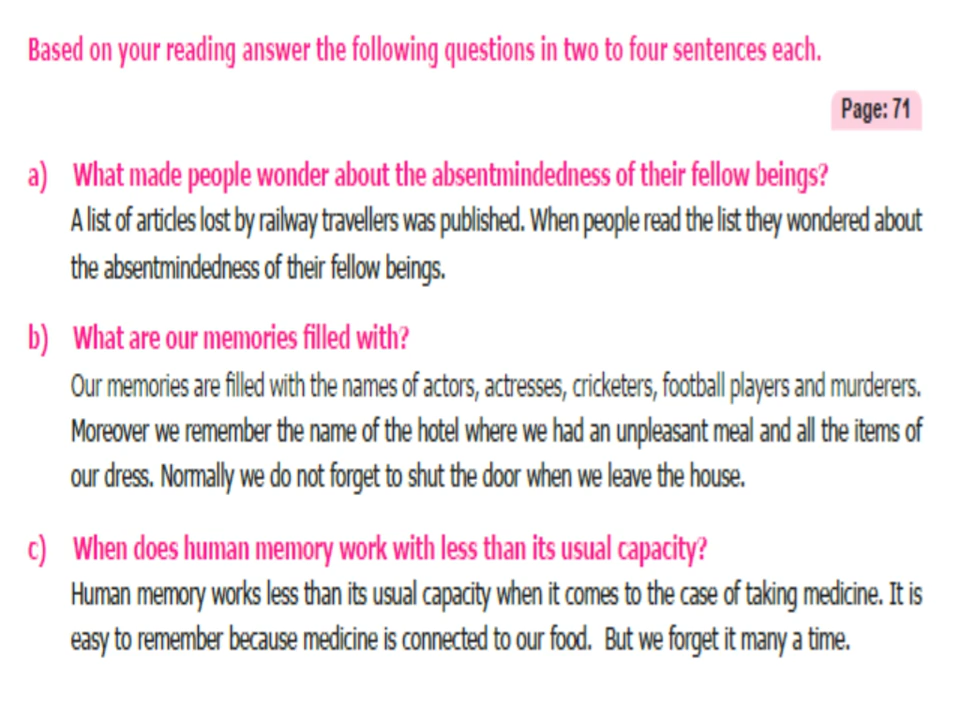 Based on your reading answer the following questions in two to four sentences each.
Page: 71
a) What made people wonder about the absentmindedness of their fellow beings?
A list of articles lost by railway travellers was published. When people read the list they wondered about
the absentmindedness of their fellow beings.
b) What are our memories filled with?
Our memories are filled with the names of actors, actresses, cricketers, football players and murderers.
Moreover we remember the name of the hotel where we had an unpleasant meal and all the items of
our dress. Normally we do not forget to shut the door when we leave the house.
c) When does human memory work with less than its usual capacity?
Human memory works less than its usual capacity when it comes to the case of taking medicine. It is
easy to remember because medicine is connected to our food. But we forget it many a time.